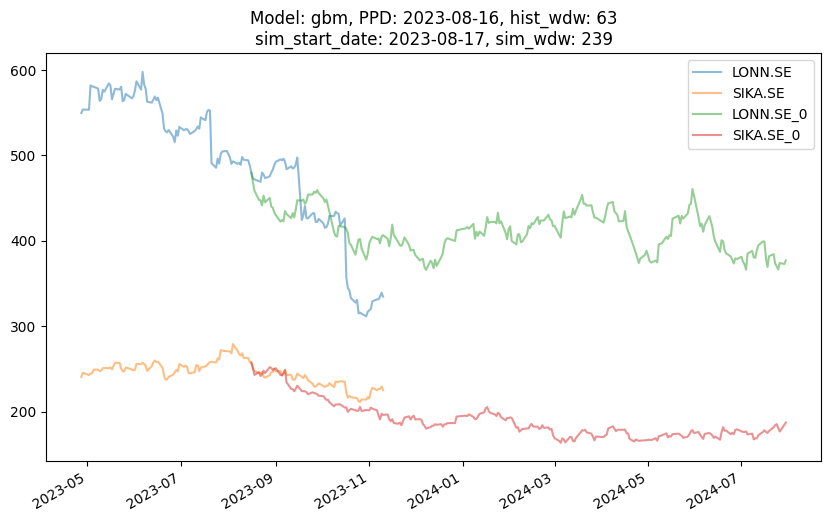 Model: gbm, PPD: 2023-08-16, hist_wdw: 63
sim_start_date: 2023-08-17, sim_wdw: 239
LONN.SE
SIKA.SE
LONN.SE_0
SIKA.SE_0
600
500
400
300
200
2023-05
2023-07
2023-09
2023-11
2024-01
2024-03
2024-05
2024-07